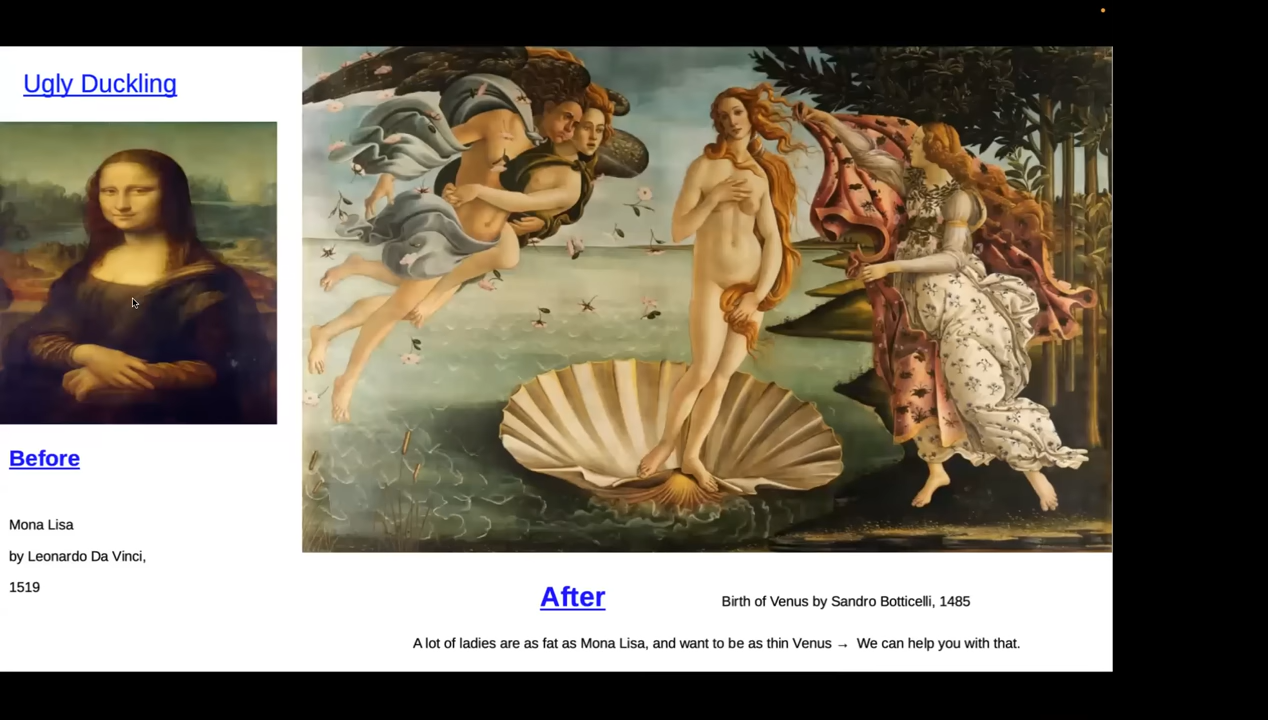 Ugly Duckling
Before
Mona Lisa
by Leonardo Da Vinci,
1519
After
Birth of Venus by Sandro Botticelli, 1485
A lot of ladies are as fat as Mona Lisa, and want to be as thin Venus → We can help you with that.